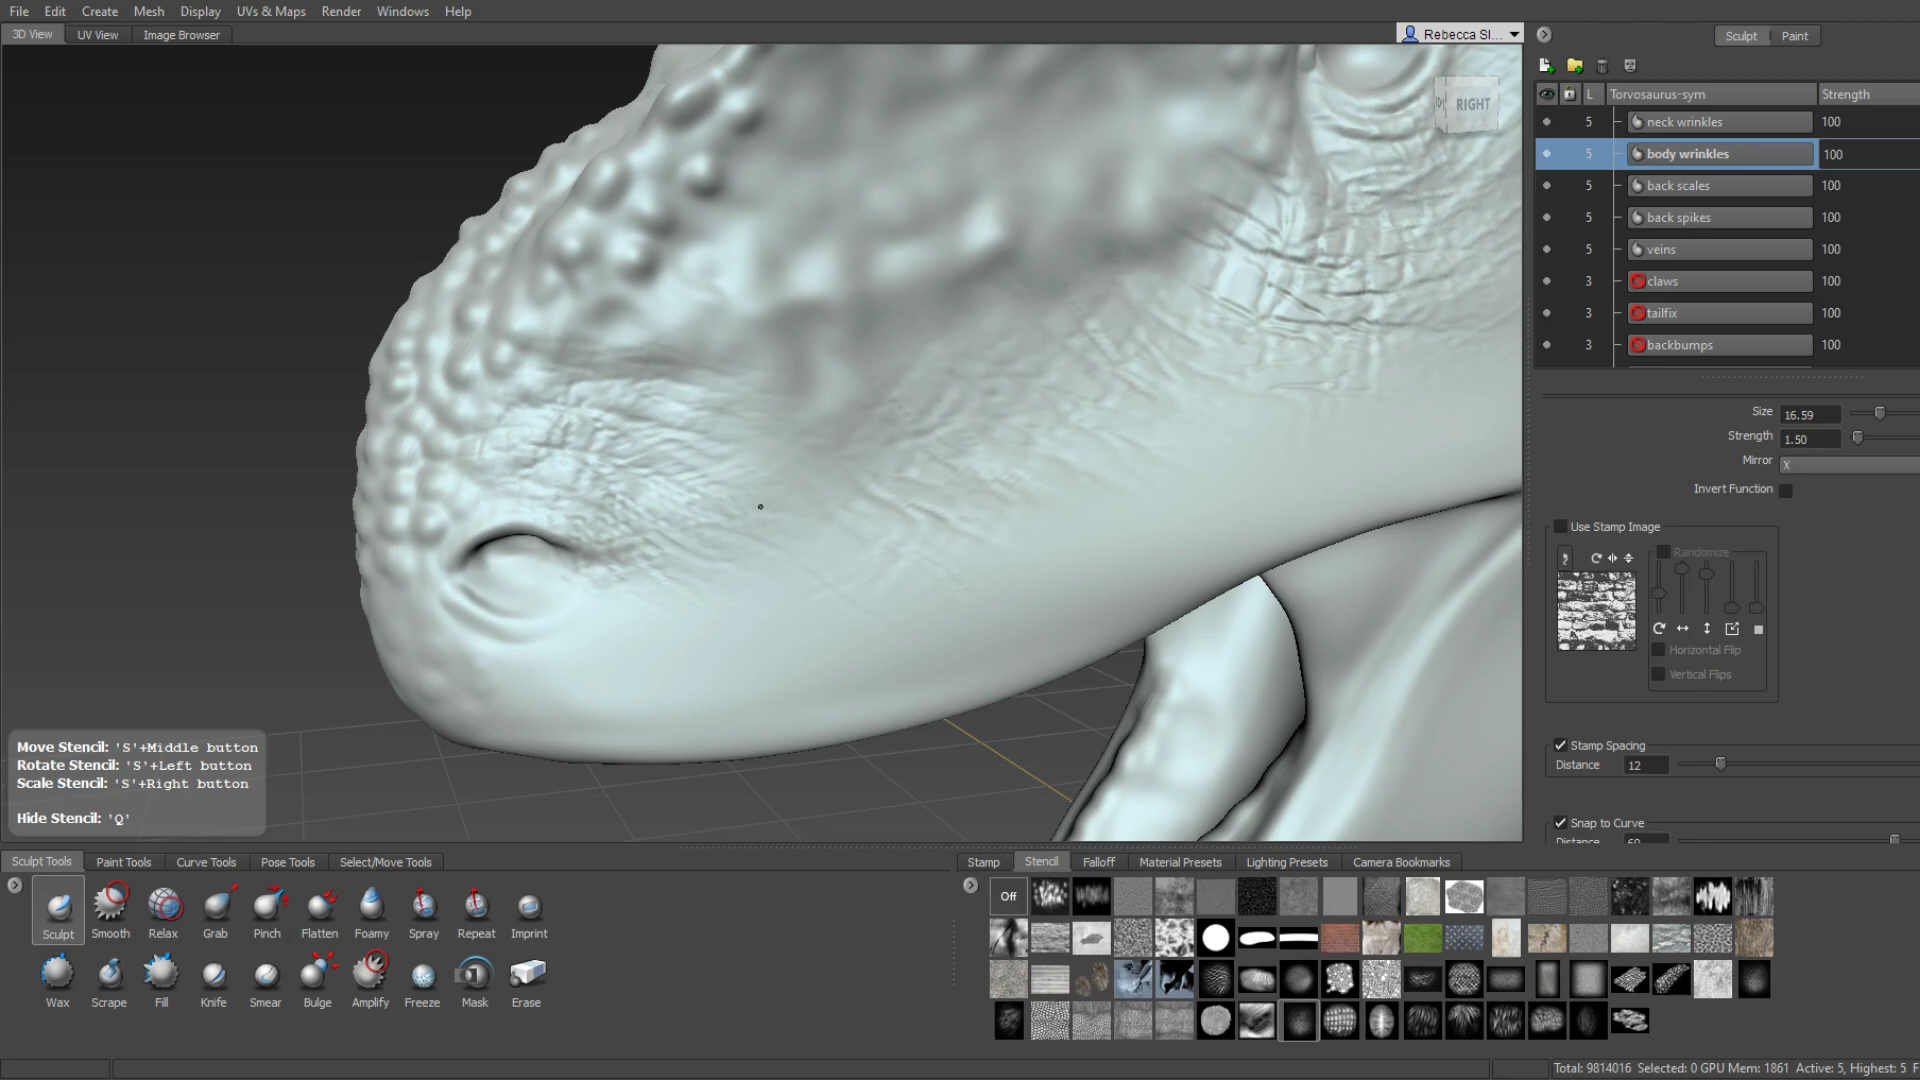 File Edit Create Mesh Display UVs & Maps Render Windows Help
3D View UV View Image Browser
Rebecca Sl...
Sculpt Paint
RIGHT
L Torvosaurus-sym Strength
5 neck wrinkles 100
5 body wrinkles 100
5 back scales 100
5 back spikes 100
5 veins 100
3 claws 100
3 tailfix 100
3 backbumps 100
Size 16.59
Strength 1.50
Mirror X
Invert Function
Use Stamp Image
Randomize
Horizontal Flip
Vertical Flips
Stamp Spacing
Distance 12
Snap to Curve
Distance 60
Move Stencil: 'S'+Middle button
Rotate Stencil: 'S'+Left button
Scale Stencil: 'S'+Right button
Hide Stencil: 'Q'
Sculpt Tools Paint Tools Curve Tools Pose Tools Select/Move Tools
Sculpt Smooth Relax Grab Pinch Flatten Foamy Spray Repeat Imprint
Wax Scrape Fill Knife Smear Bulge Amplify Freeze Mask Erase
Stamp Stencil Falloff Material Presets Lighting Presets Camera Bookmarks
Off
Total: 9814016 Selected: 0 GPU Mem: 1861 Active: 5, Highest: 5 F